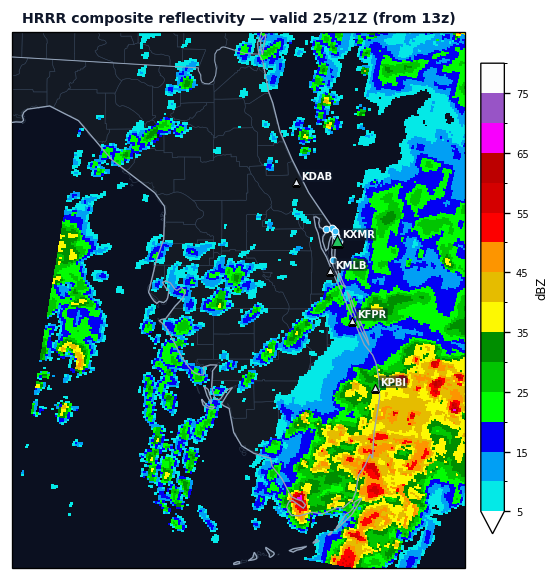 HRRR composite reflectivity — valid 25/21Z (from 13z)
KDAB
KXMR
KMLB
KFPR
KPBI
75
65
55
45
35
25
15
5
dBZ